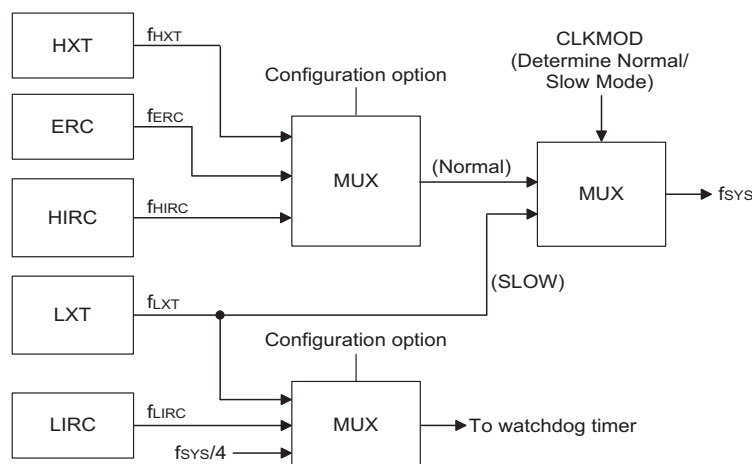 HXT
fHXT
CLKMOD
(Determine Normal/
Slow Mode)
Configuration option
ERC
fERC
MUX
(Normal)
MUX
fSYS
HIRC
fHIRC
LXT
fLXT
(SLOW)
Configuration option
LIRC
fLIRC
MUX
To watchdog timer
fSYS/4